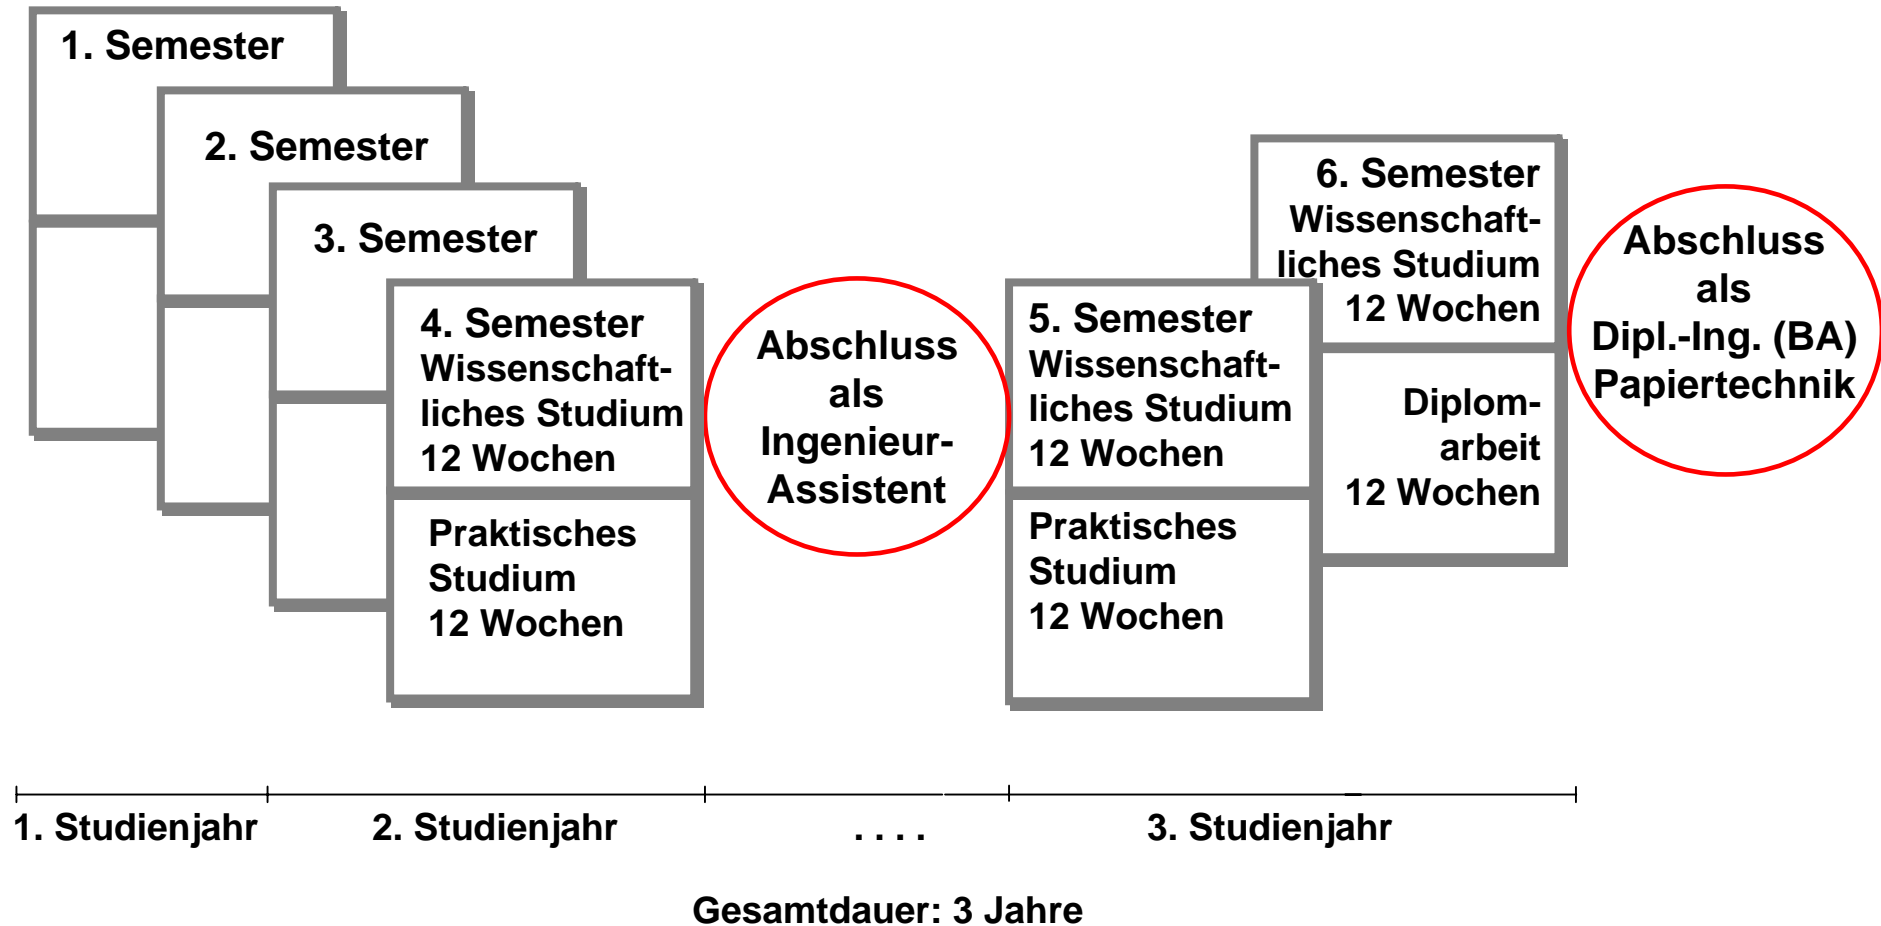 1. Semester
2. Semester
3. Semester
4. Semester
Wissenschaft-
liches Studium
12 Wochen
Praktisches
Studium
12 Wochen
Abschluss
als
Ingenieur-
Assistent
5. Semester
Wissenschaft-
liches Studium
12 Wochen
Praktisches
Studium
12 Wochen
6. Semester
Wissenschaft-
liches Studium
12 Wochen
Diplom-
arbeit
12 Wochen
Abschluss
als
Dipl.-Ing. (BA)
Papiertechnik
1. Studienjahr
2. Studienjahr
. . . .
3. Studienjahr
Gesamtdauer: 3 Jahre